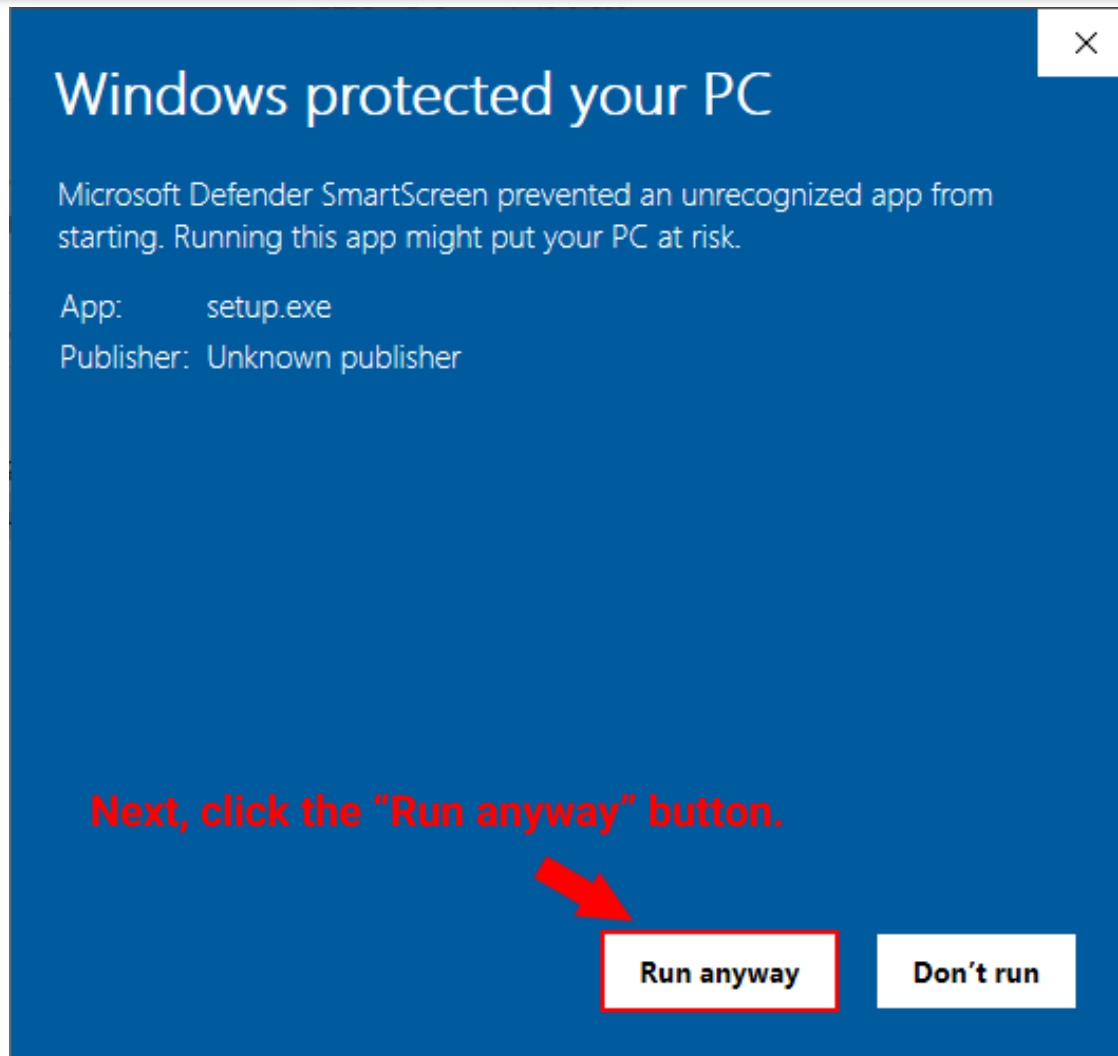 Windows protected your PC
Microsoft Defender SmartScreen prevented an unrecognized app from
starting. Running this app might put your PC at risk.
App: setup.exe
Publisher: Unknown publisher
Next, click the “Run anyway” button.
Run anyway Don’t run